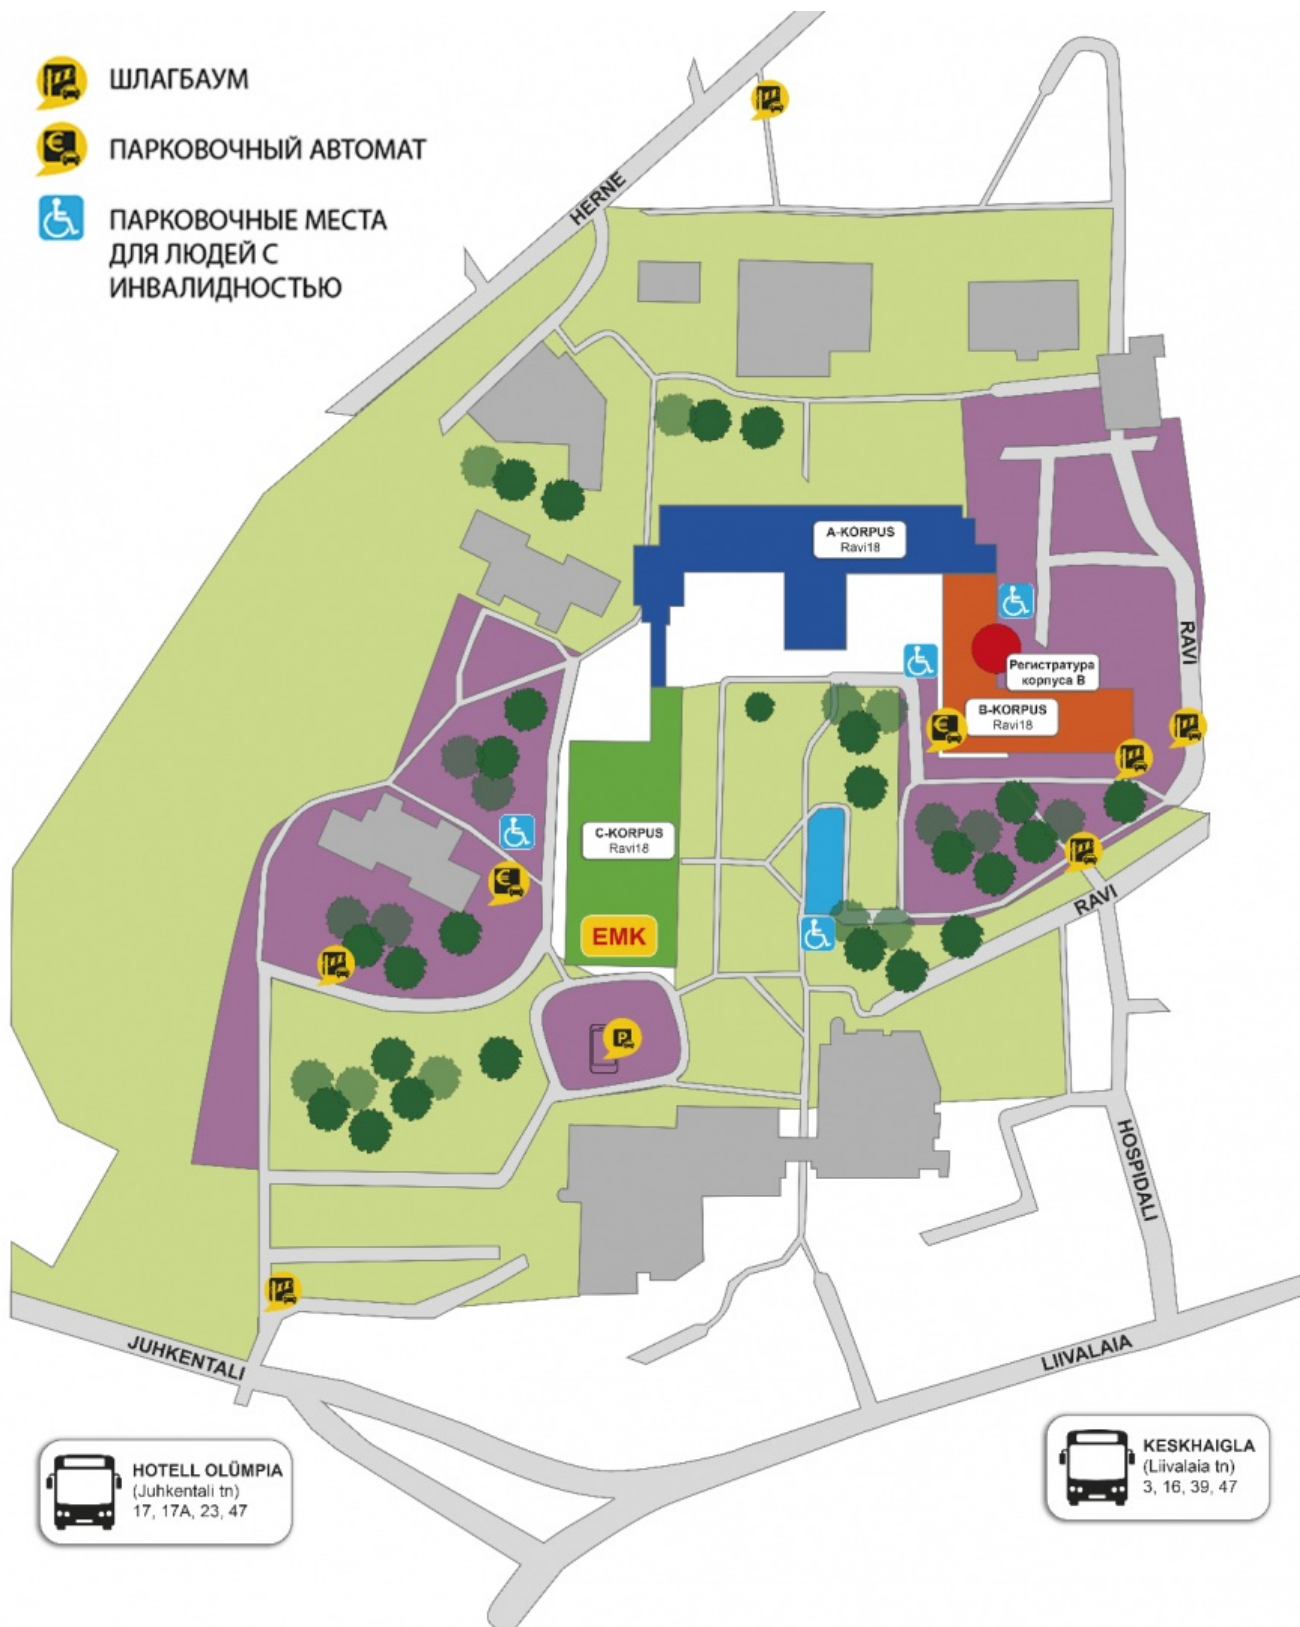 ШЛАГБАУМ
ПАРКОВОЧНЫЙ АВТОМАТ
ПАРКОВОЧНЫЕ МЕСТА
ДЛЯ ЛЮДЕЙ С
ИНВАЛИДНОСТЬЮ
HERNE
A-KORPUS
Ravi18
RAVI
Регистратура
корпуса В
B-KORPUS
Ravi18
€
€
€
C-KORPUS
Ravi18
RAVI
EMK
P
HOSPIDALI
JUHKENTALI
LIIVALAIA
HOTELL OLÜMPIA
(Juhkentali tn)
17, 17A, 23, 47
KESKHAIGLA
(Liivalaia tn)
3, 16, 39, 47